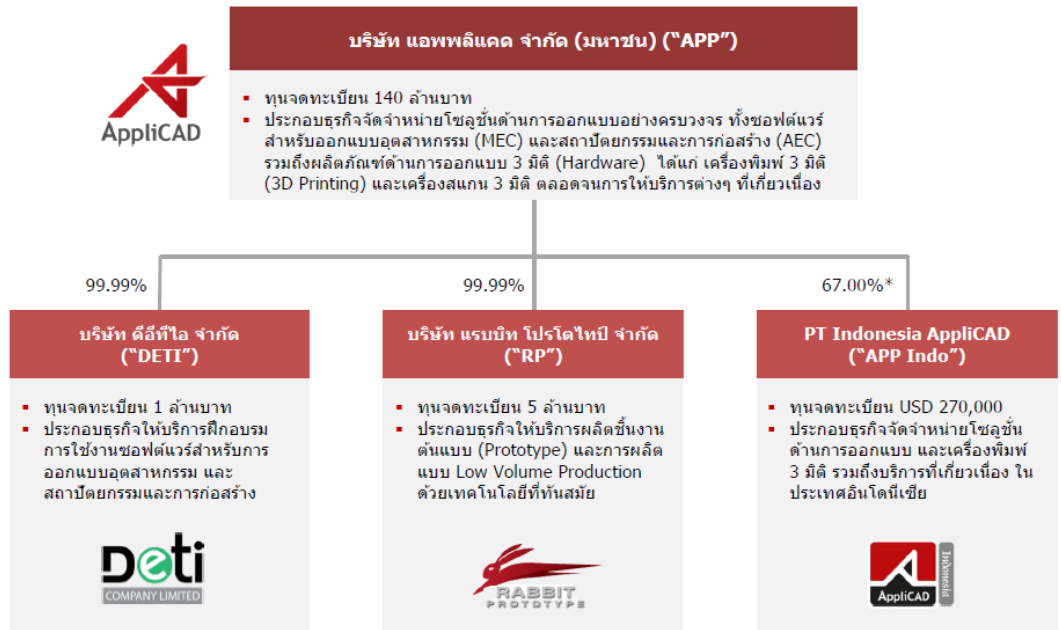 บริษัท แอพพลิแคด จำกัด (มหาชน) ("APP")
AppliCAD
▪ ทุนจดทะเบียน 140 ล้านบาท
▪ ประกอบธุรกิจจัดจำหน่ายโซลูชั่นด้านการออกแบบอย่างครบวงจร ทั้งซอฟต์แวร์
สำหรับออกแบบอุตสาหกรรม (MEC) และสถาปัตยกรรมและการก่อสร้าง (AEC)
รวมถึงผลิตภัณฑ์ด้านการออกแบบ 3 มิติ (Hardware) ได้แก่ เครื่องพิมพ์ 3 มิติ
(3D Printing) และเครื่องสแกน 3 มิติ ตลอดจนการให้บริการต่างๆ ที่เกี่ยวเนื่อง
99.99%
99.99%
67.00%*
บริษัท ดีอีทีไอ จำกัด
("DETI")
▪ ทุนจดทะเบียน 1 ล้านบาท
▪ ประกอบธุรกิจให้บริการฝึกอบรม
การใช้งานซอฟต์แวร์สำหรับการ
ออกแบบอุตสาหกรรม และ
สถาปัตยกรรมและการก่อสร้าง
Deti
COMPANY LIMITED
บริษัท แรบบิท โปรโตไทป์ จำกัด
("RP")
▪ ทุนจดทะเบียน 5 ล้านบาท
▪ ประกอบธุรกิจให้บริการผลิตชิ้นงาน
ต้นแบบ (Prototype) และการผลิต
แบบ Low Volume Production
ด้วยเทคโนโลยีที่ทันสมัย
RABBIT
PROTOTYPE
PT Indonesia AppliCAD
("APP Indo")
▪ ทุนจดทะเบียน USD 270,000
▪ ประกอบธุรกิจจัดจำหน่ายโซลูชั่น
ด้านการออกแบบ และเครื่องพิมพ์
3 มิติ รวมถึงบริการที่เกี่ยวเนื่อง ใน
ประเทศอินโดนีเซีย
AppliCAD
Indonesia